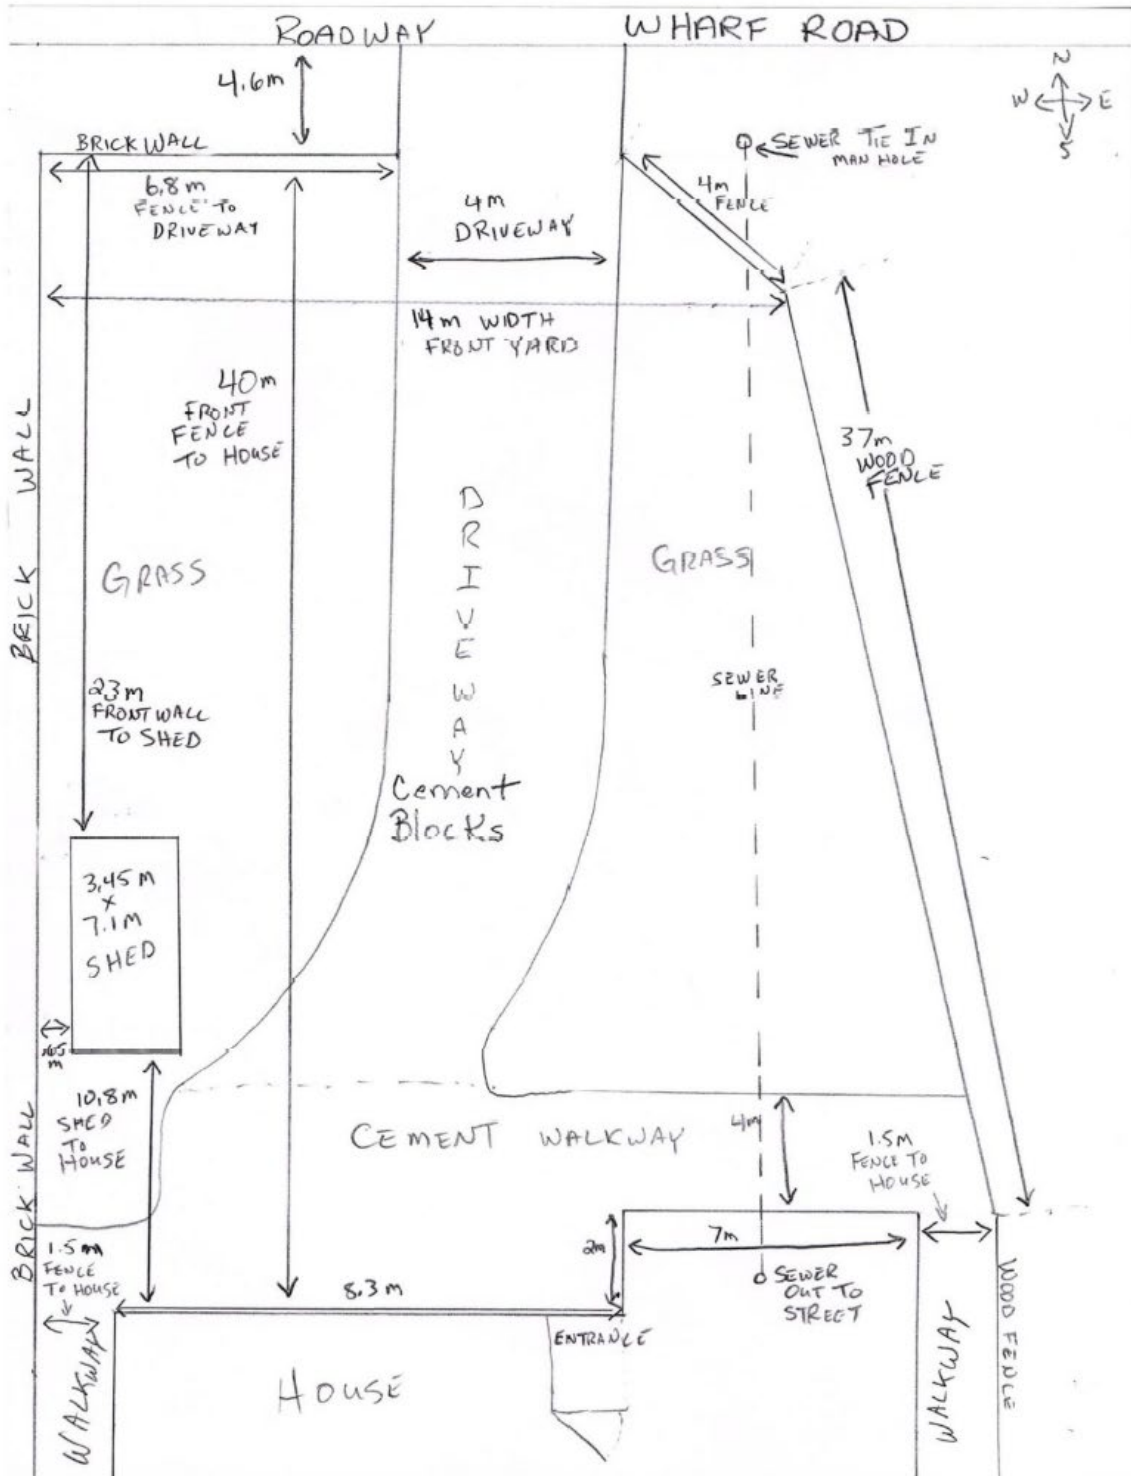 ROADWAY
WHARF ROAD
4.6m
N
W E
S
BRICK WALL
SEWER TIE IN
MAN HOLE
6.8m
FENCE TO
DRIVEWAY
4m
DRIVEWAY
4m
FENCE
14m WIDTH
FRONT YARD
40m
FRONT
FENCE
TO HOUSE
37m
WOOD
FENCE
BRICK WALL
GRASS
DRIVEWAY
GRASS
SEWER
LINE
23m
FRONT WALL
TO SHED
Cement
Blocks
3.45m
x
7.1m
SHED
.65
m
10.8m
SHED
TO
HOUSE
BRICK WALL
CEMENT WALKWAY
4m
1.5m
FENCE TO
HOUSE
1.5m
FENCE
TO HOUSE
2m
7m
SEWER
OUT TO
STREET
8.3m
ENTRANCE
WALKWAY
HOUSE
WALKWAY
WOOD FENCE